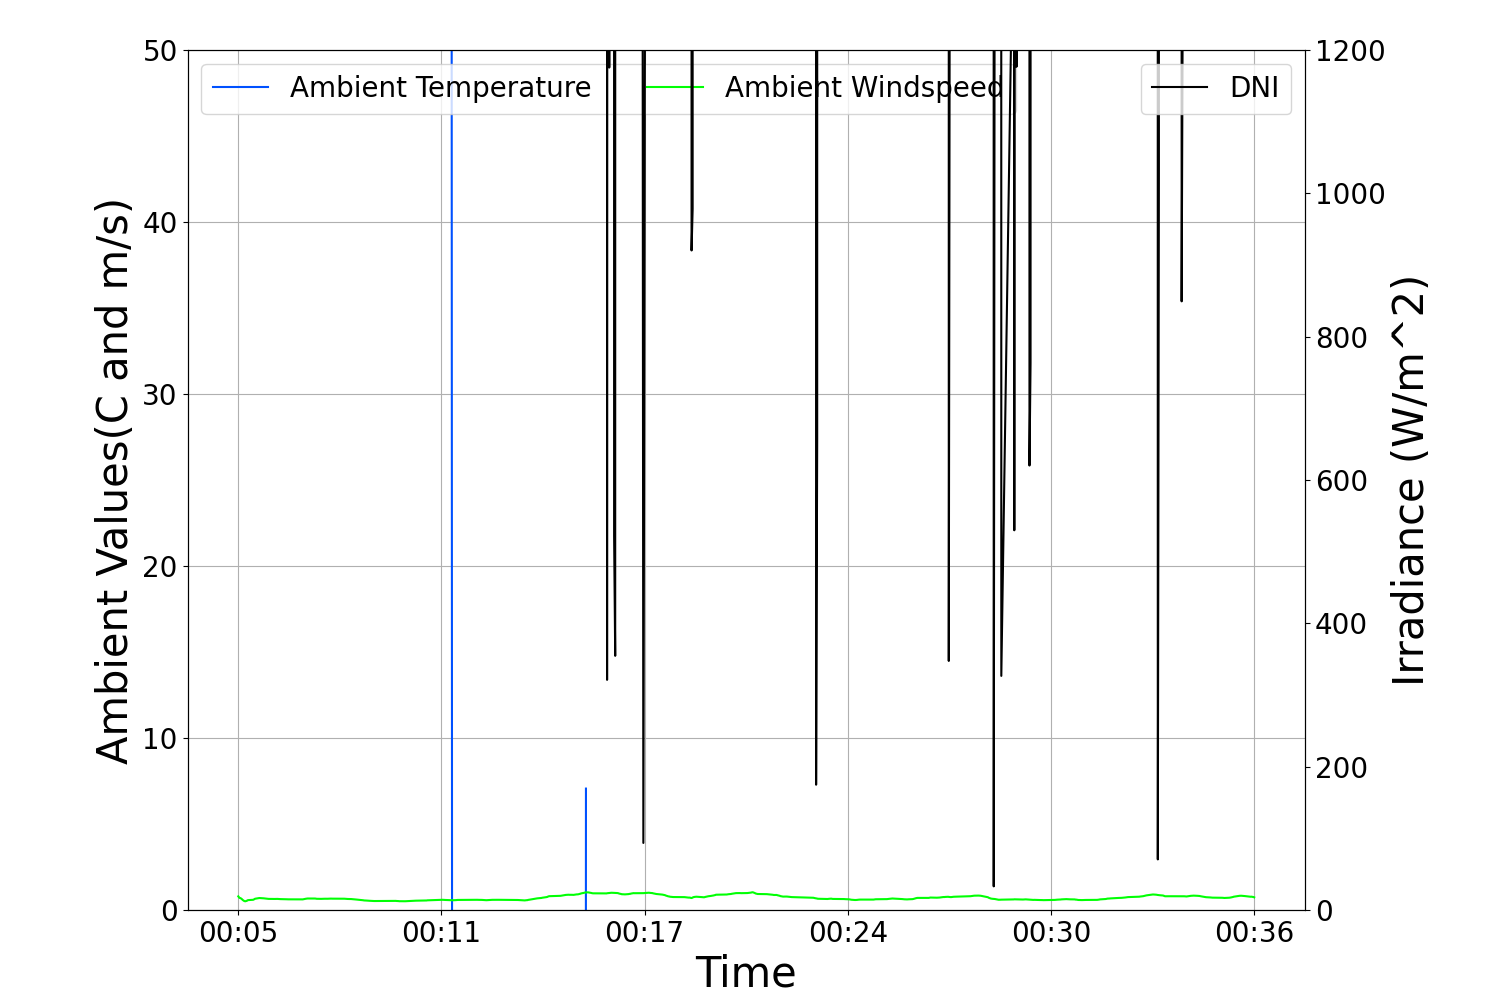 Ambient Temperature
Ambient Windspeed
DNI
Ambient Values(C and m/s)
50
40
30
20
10
0
1200
1000
800
600
400
200
0
Irradiance (W/m^2)
00:05 00:11 00:17 00:24 00:30 00:36
Time